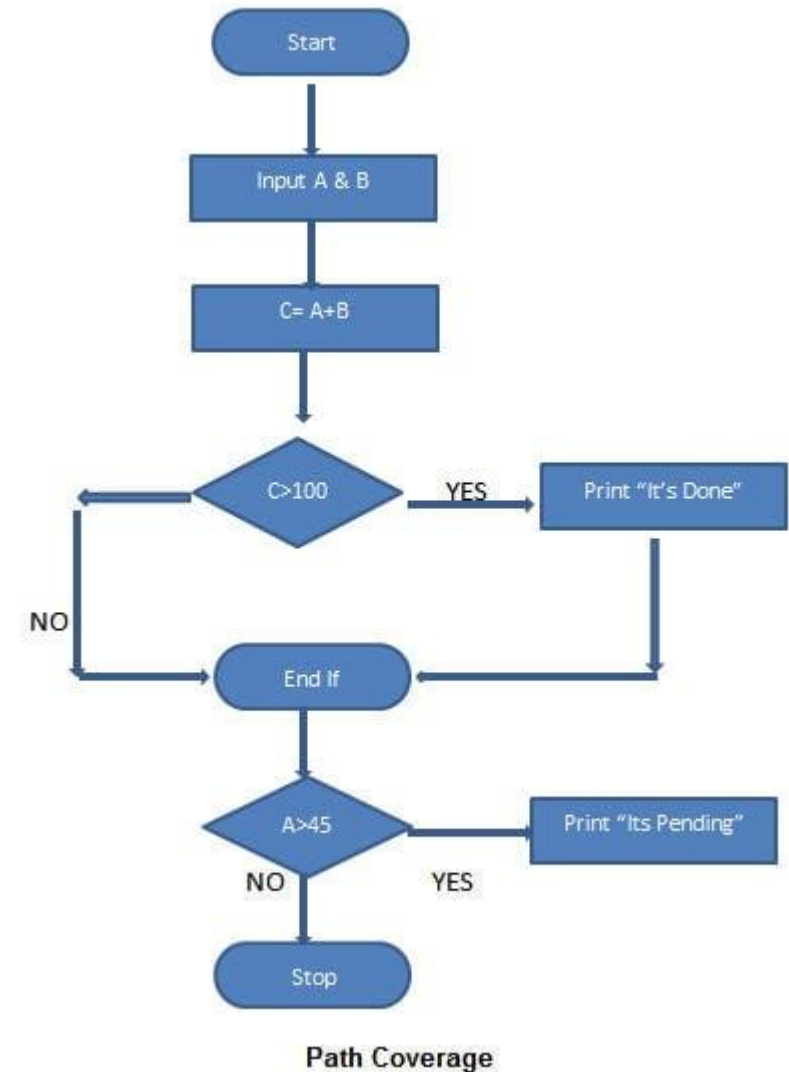 Start
Input A & B
C= A+B
C>100
YES
Print “It’s Done”
NO
End If
A>45
Print “Its Pending”
NO
YES
Stop
Path Coverage